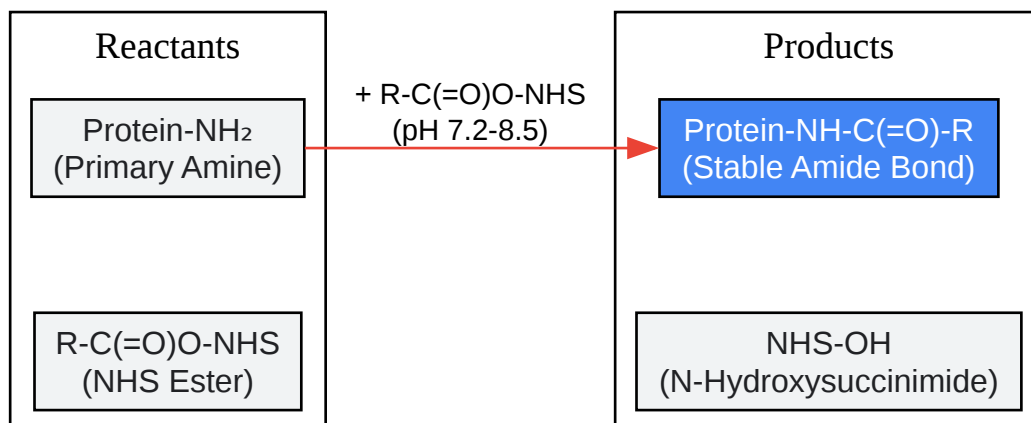 Reactants
Protein-NH₂
(Primary Amine)
R-C(=O)O-NHS
(NHS Ester)
+ R-C(=O)O-NHS
(pH 7.2-8.5)
Products
Protein-NH-C(=O)-R
(Stable Amide Bond)
NHS-OH
(N-Hydroxysuccinimide)